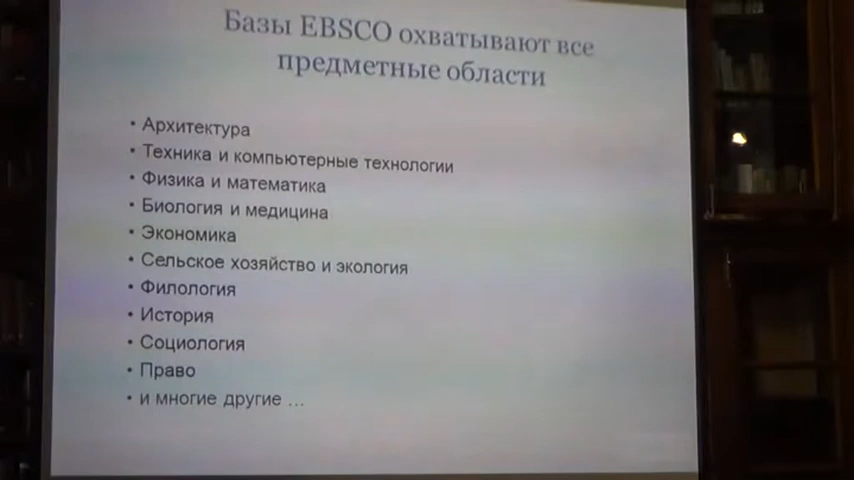 Базы EBSCO охватывают все
предметные области
• Архитектура
• Техника и компьютерные технологии
• Физика и математика
• Биология и медицина
• Экономика
• Сельское хозяйство и экология
• Филология
• История
• Социология
• Право
• и многие другие ...